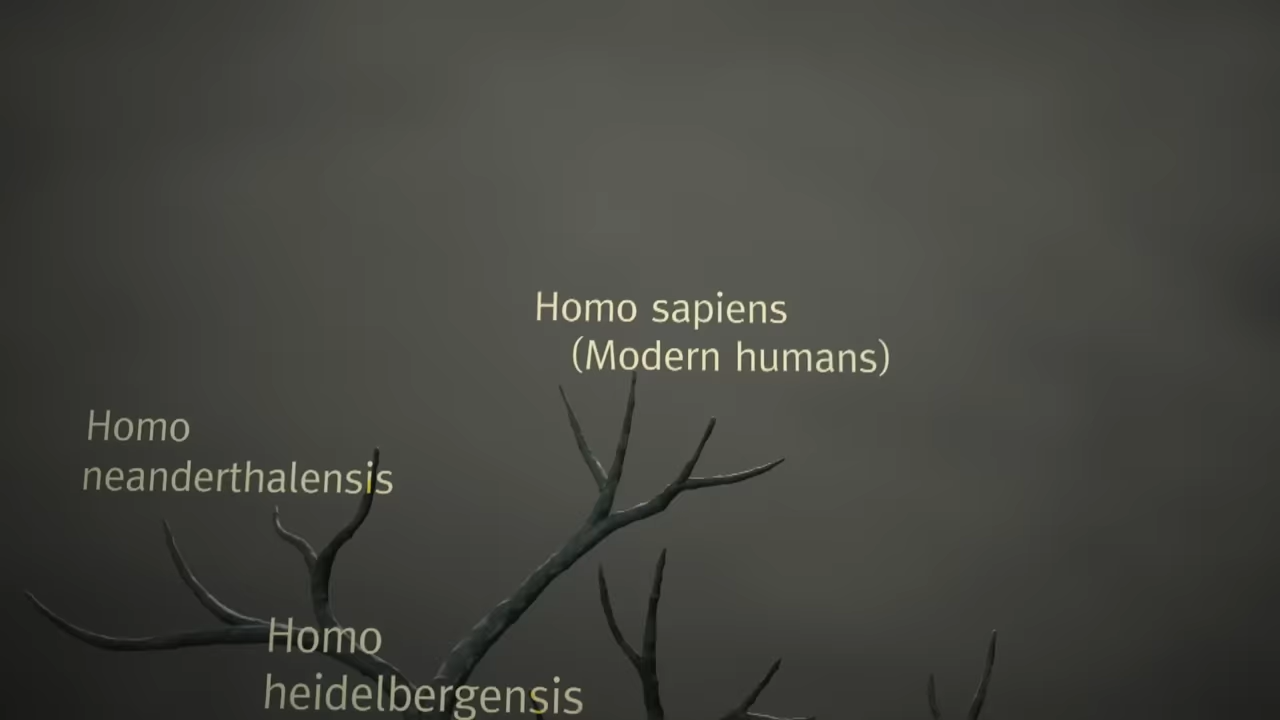 Homo sapiens
(Modern humans)
Homo
neanderthalensis
Homo
heidelbergensis